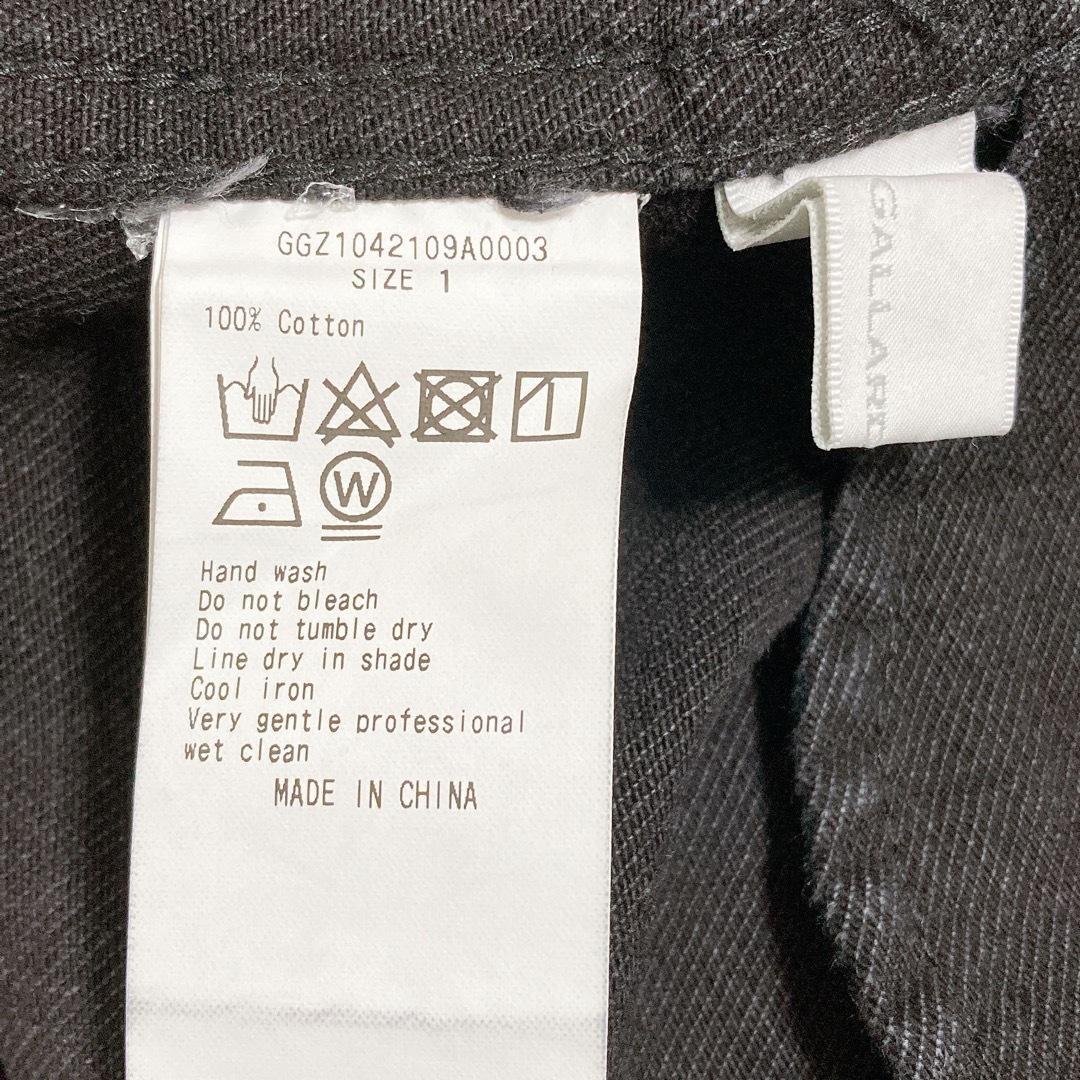 GGZ1042109A0003
SIZE 1
100% Cotton
W
Hand wash
Do not bleach
Do not tumble dry
Line dry in shade
Cool iron
Very gentle professional
wet clean
MADE IN CHINA